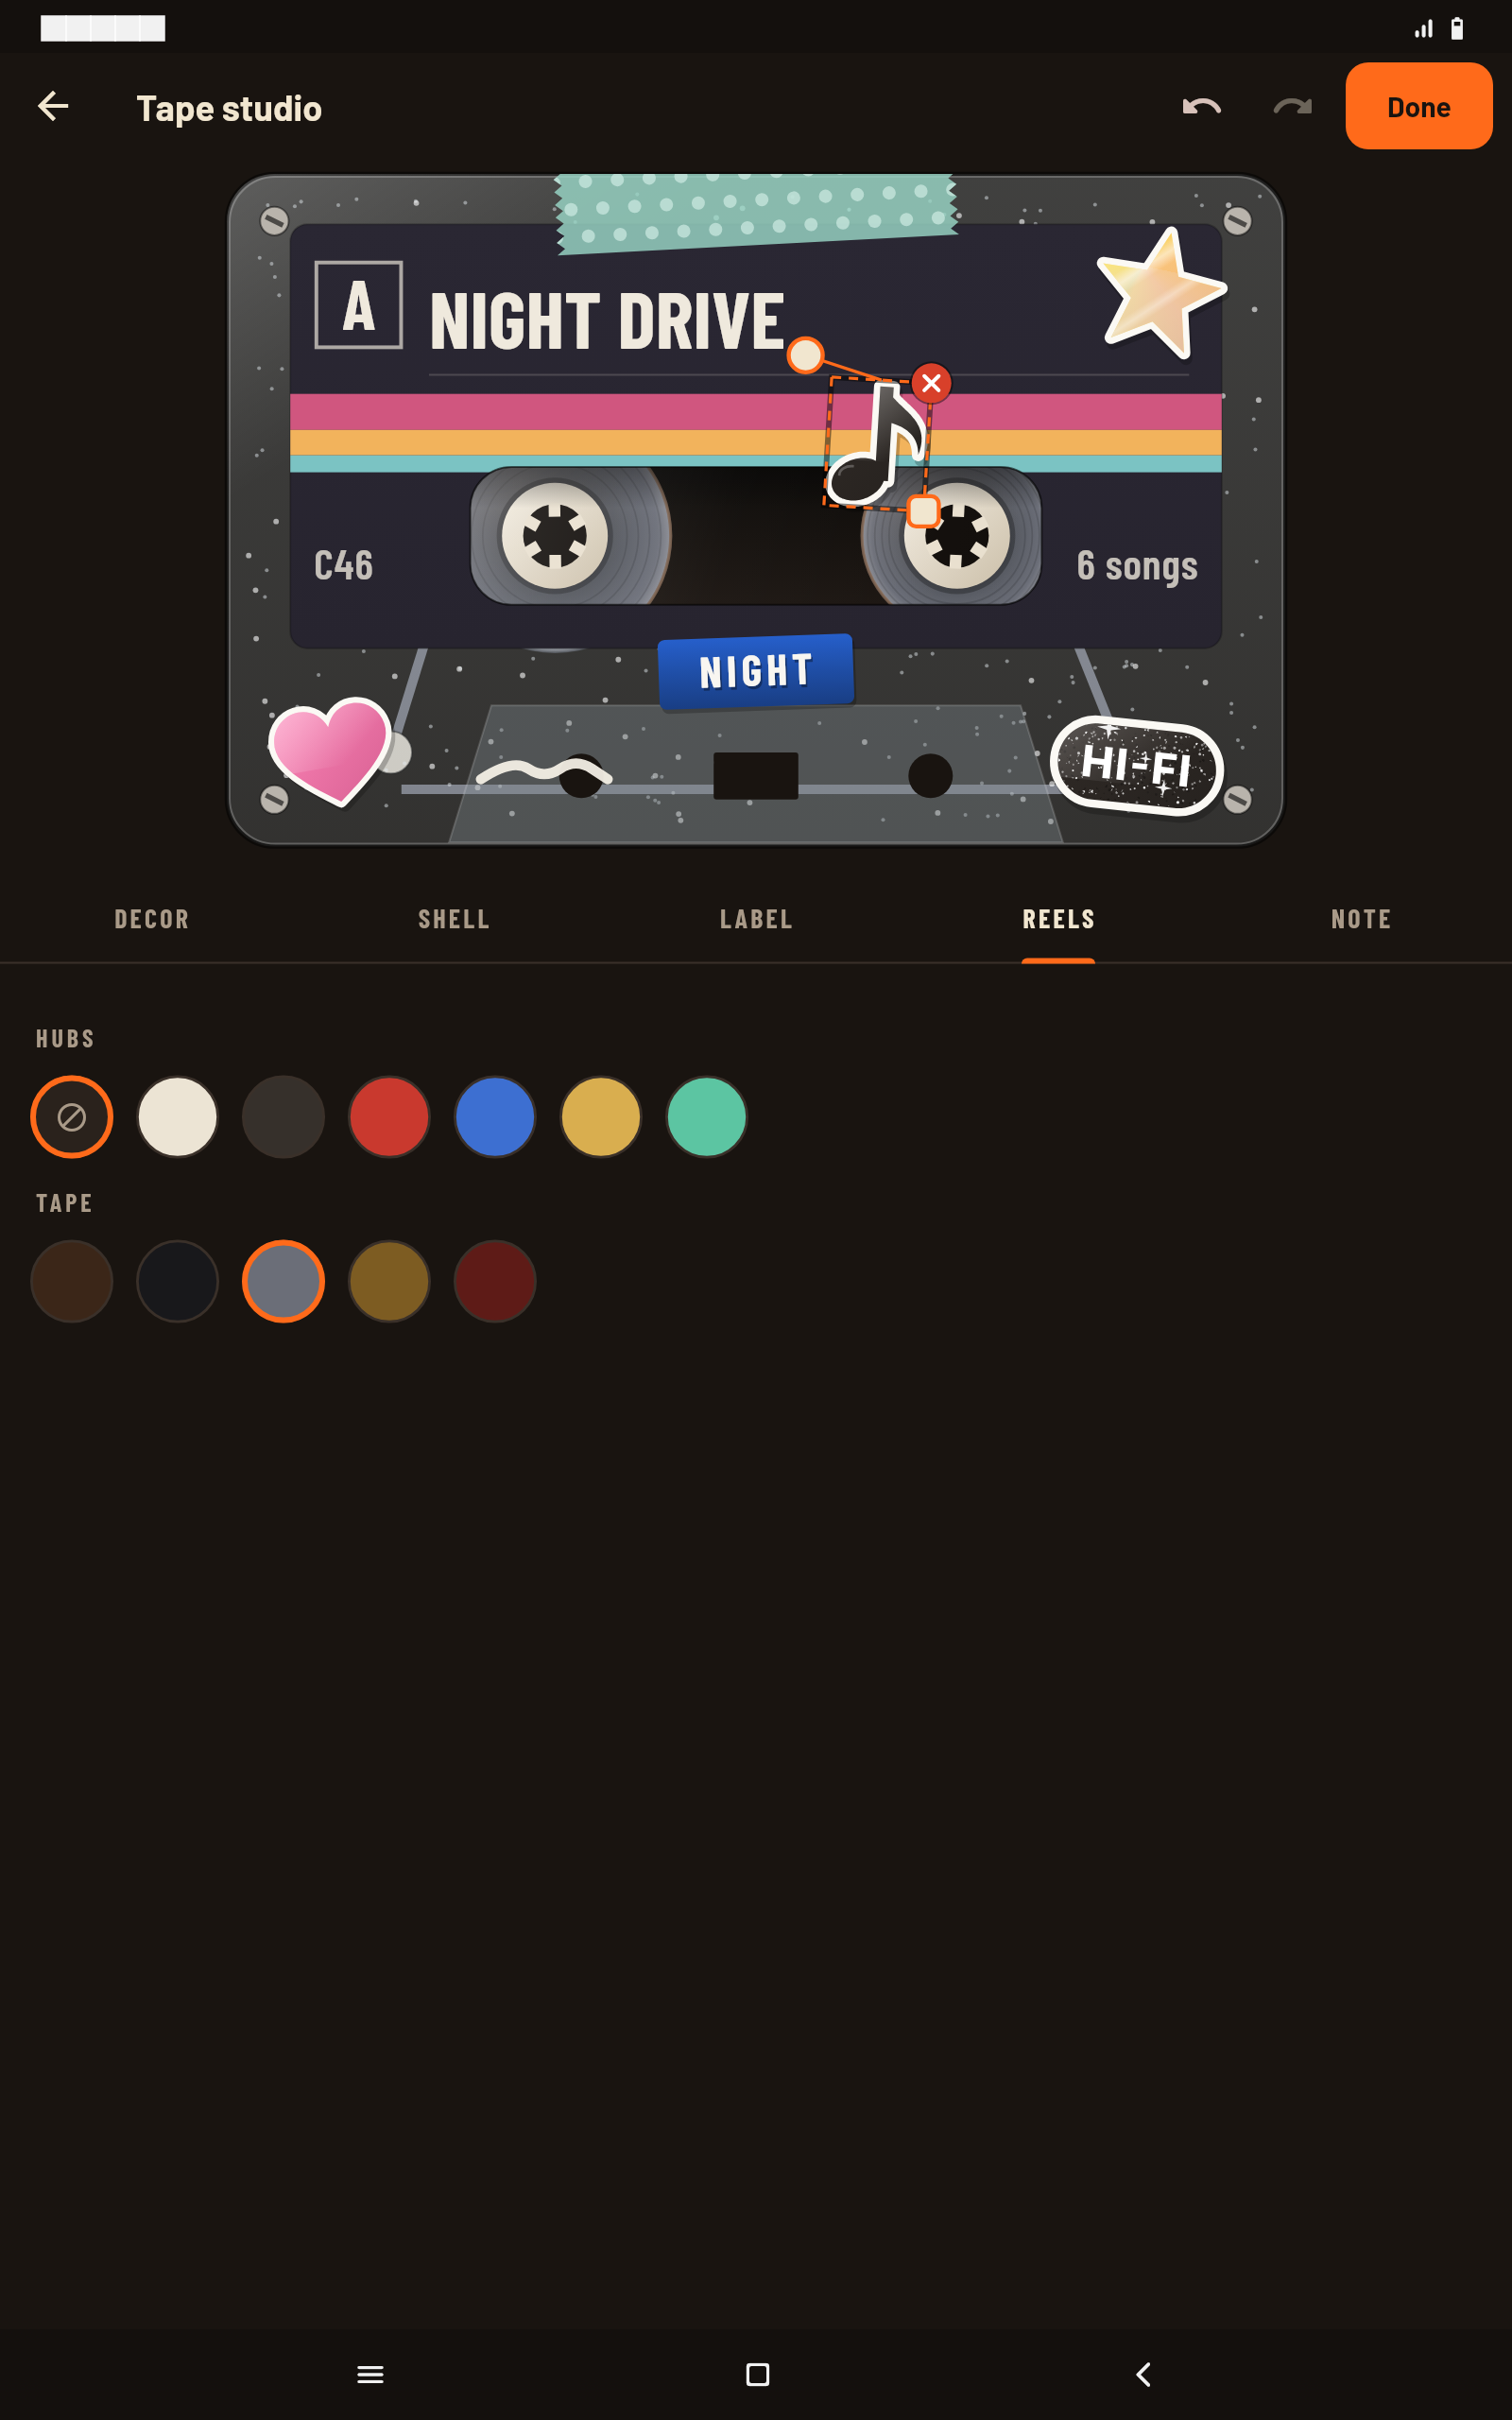 Tape studio
Done
A
NIGHT DRIVE
C46
6 songs
NIGHT
HI-FI
DECOR
SHELL
LABEL
REELS
NOTE
HUBS
TAPE